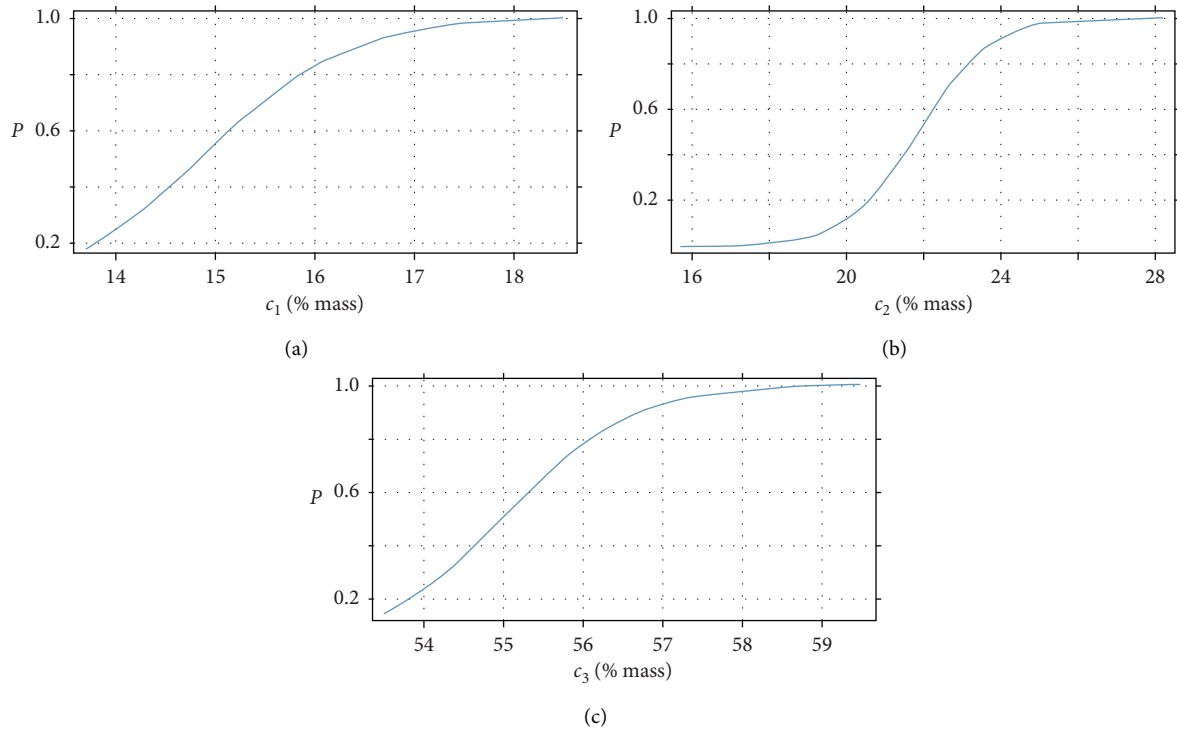 1.0
0.6
0.2
P
14 15 16 17 18
c₁ (% mass)
(a)
1.0
0.6
0.2
P
16 20 24 28
c₂ (% mass)
(b)
1.0
0.6
0.2
P
54 55 56 57 58 59
c₃ (% mass)
(c)